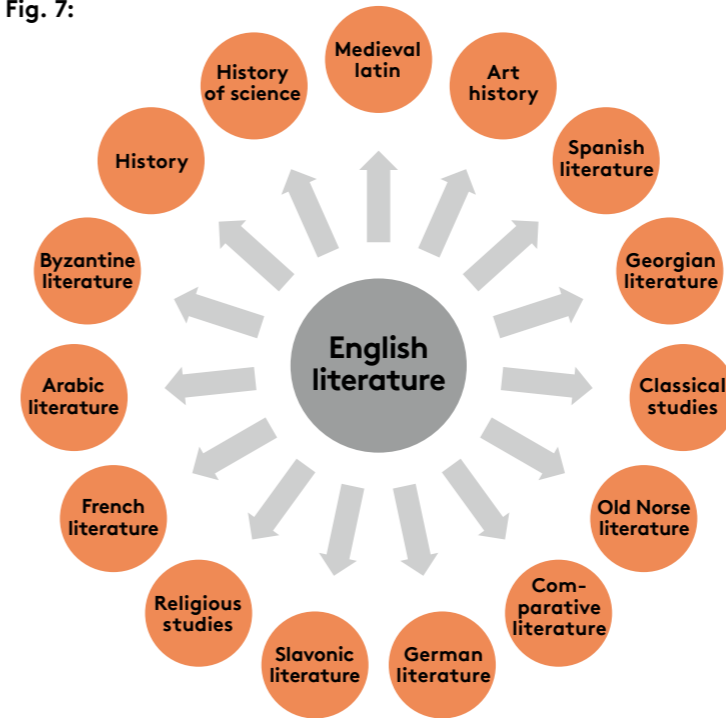 Fig. 7:
Medieval
latin
Art
history
Spanish
literature
Georgian
literature
Classical
studies
Old Norse
literature
Com-
parative
literature
German
literature
Slavonic
literature
Religious
studies
French
literature
Arabic
literature
Byzantine
literature
History
History
of science
English
literature